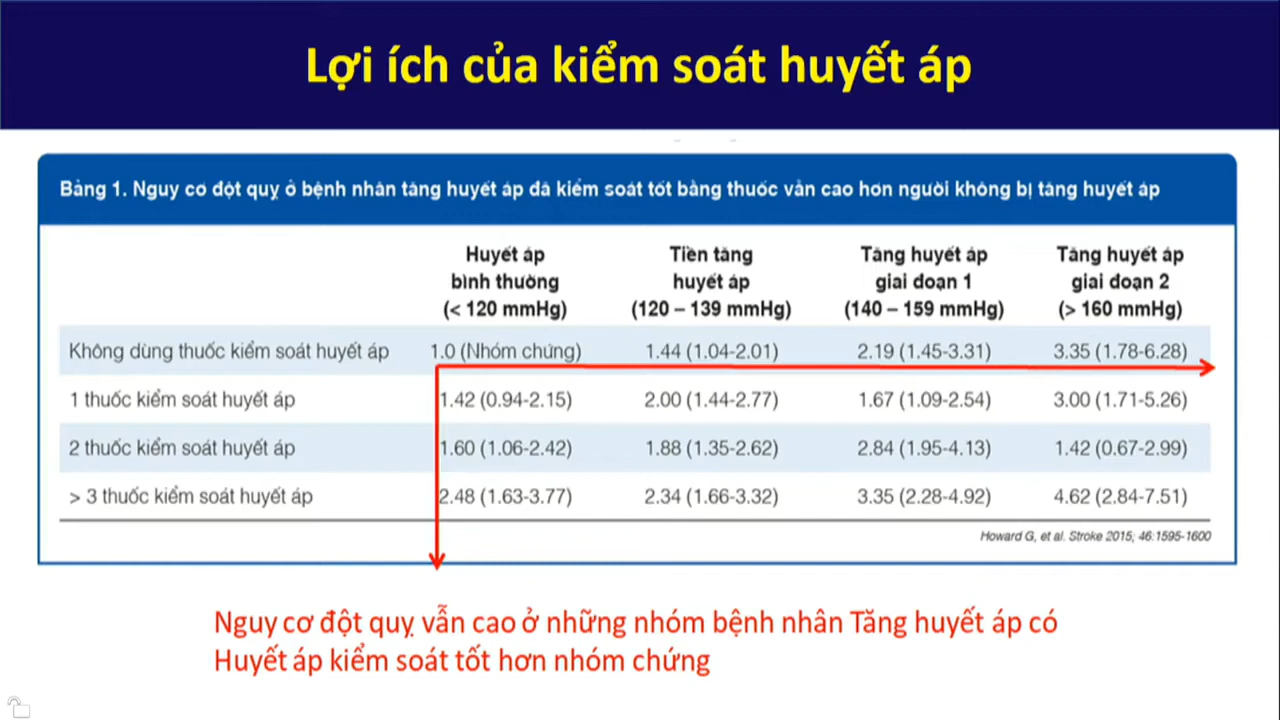 Lợi ích của kiểm soát huyết áp
Bảng 1. Nguy cơ đột quỵ ở bệnh nhân tăng huyết áp đã kiểm soát tốt bằng thuốc vẫn cao hơn người không bị tăng huyết áp
Huyết áp Tiền tăng Tăng huyết áp Tăng huyết áp
bình thường huyết áp giai đoạn 1 giai đoạn 2
(< 120 mmHg) (120 – 139 mmHg) (140 – 159 mmHg) (> 160 mmHg)
Không dùng thuốc kiểm soát huyết áp 1.0 (Nhóm chứng) 1.44 (1.04-2.01) 2.19 (1.45-3.31) 3.35 (1.78-6.28)
1 thuốc kiểm soát huyết áp 1.42 (0.94-2.15) 2.00 (1.44-2.77) 1.67 (1.09-2.54) 3.00 (1.71-5.26)
2 thuốc kiểm soát huyết áp 1.60 (1.06-2.42) 1.88 (1.35-2.62) 2.84 (1.95-4.13) 1.42 (0.67-2.99)
> 3 thuốc kiểm soát huyết áp 2.48 (1.63-3.77) 2.34 (1.66-3.32) 3.35 (2.28-4.92) 4.62 (2.84-7.51)
Howard G, et al. Stroke 2015; 46:1595-1600
Nguy cơ đột quỵ vẫn cao ở những nhóm bệnh nhân Tăng huyết áp có
Huyết áp kiểm soát tốt hơn nhóm chứng